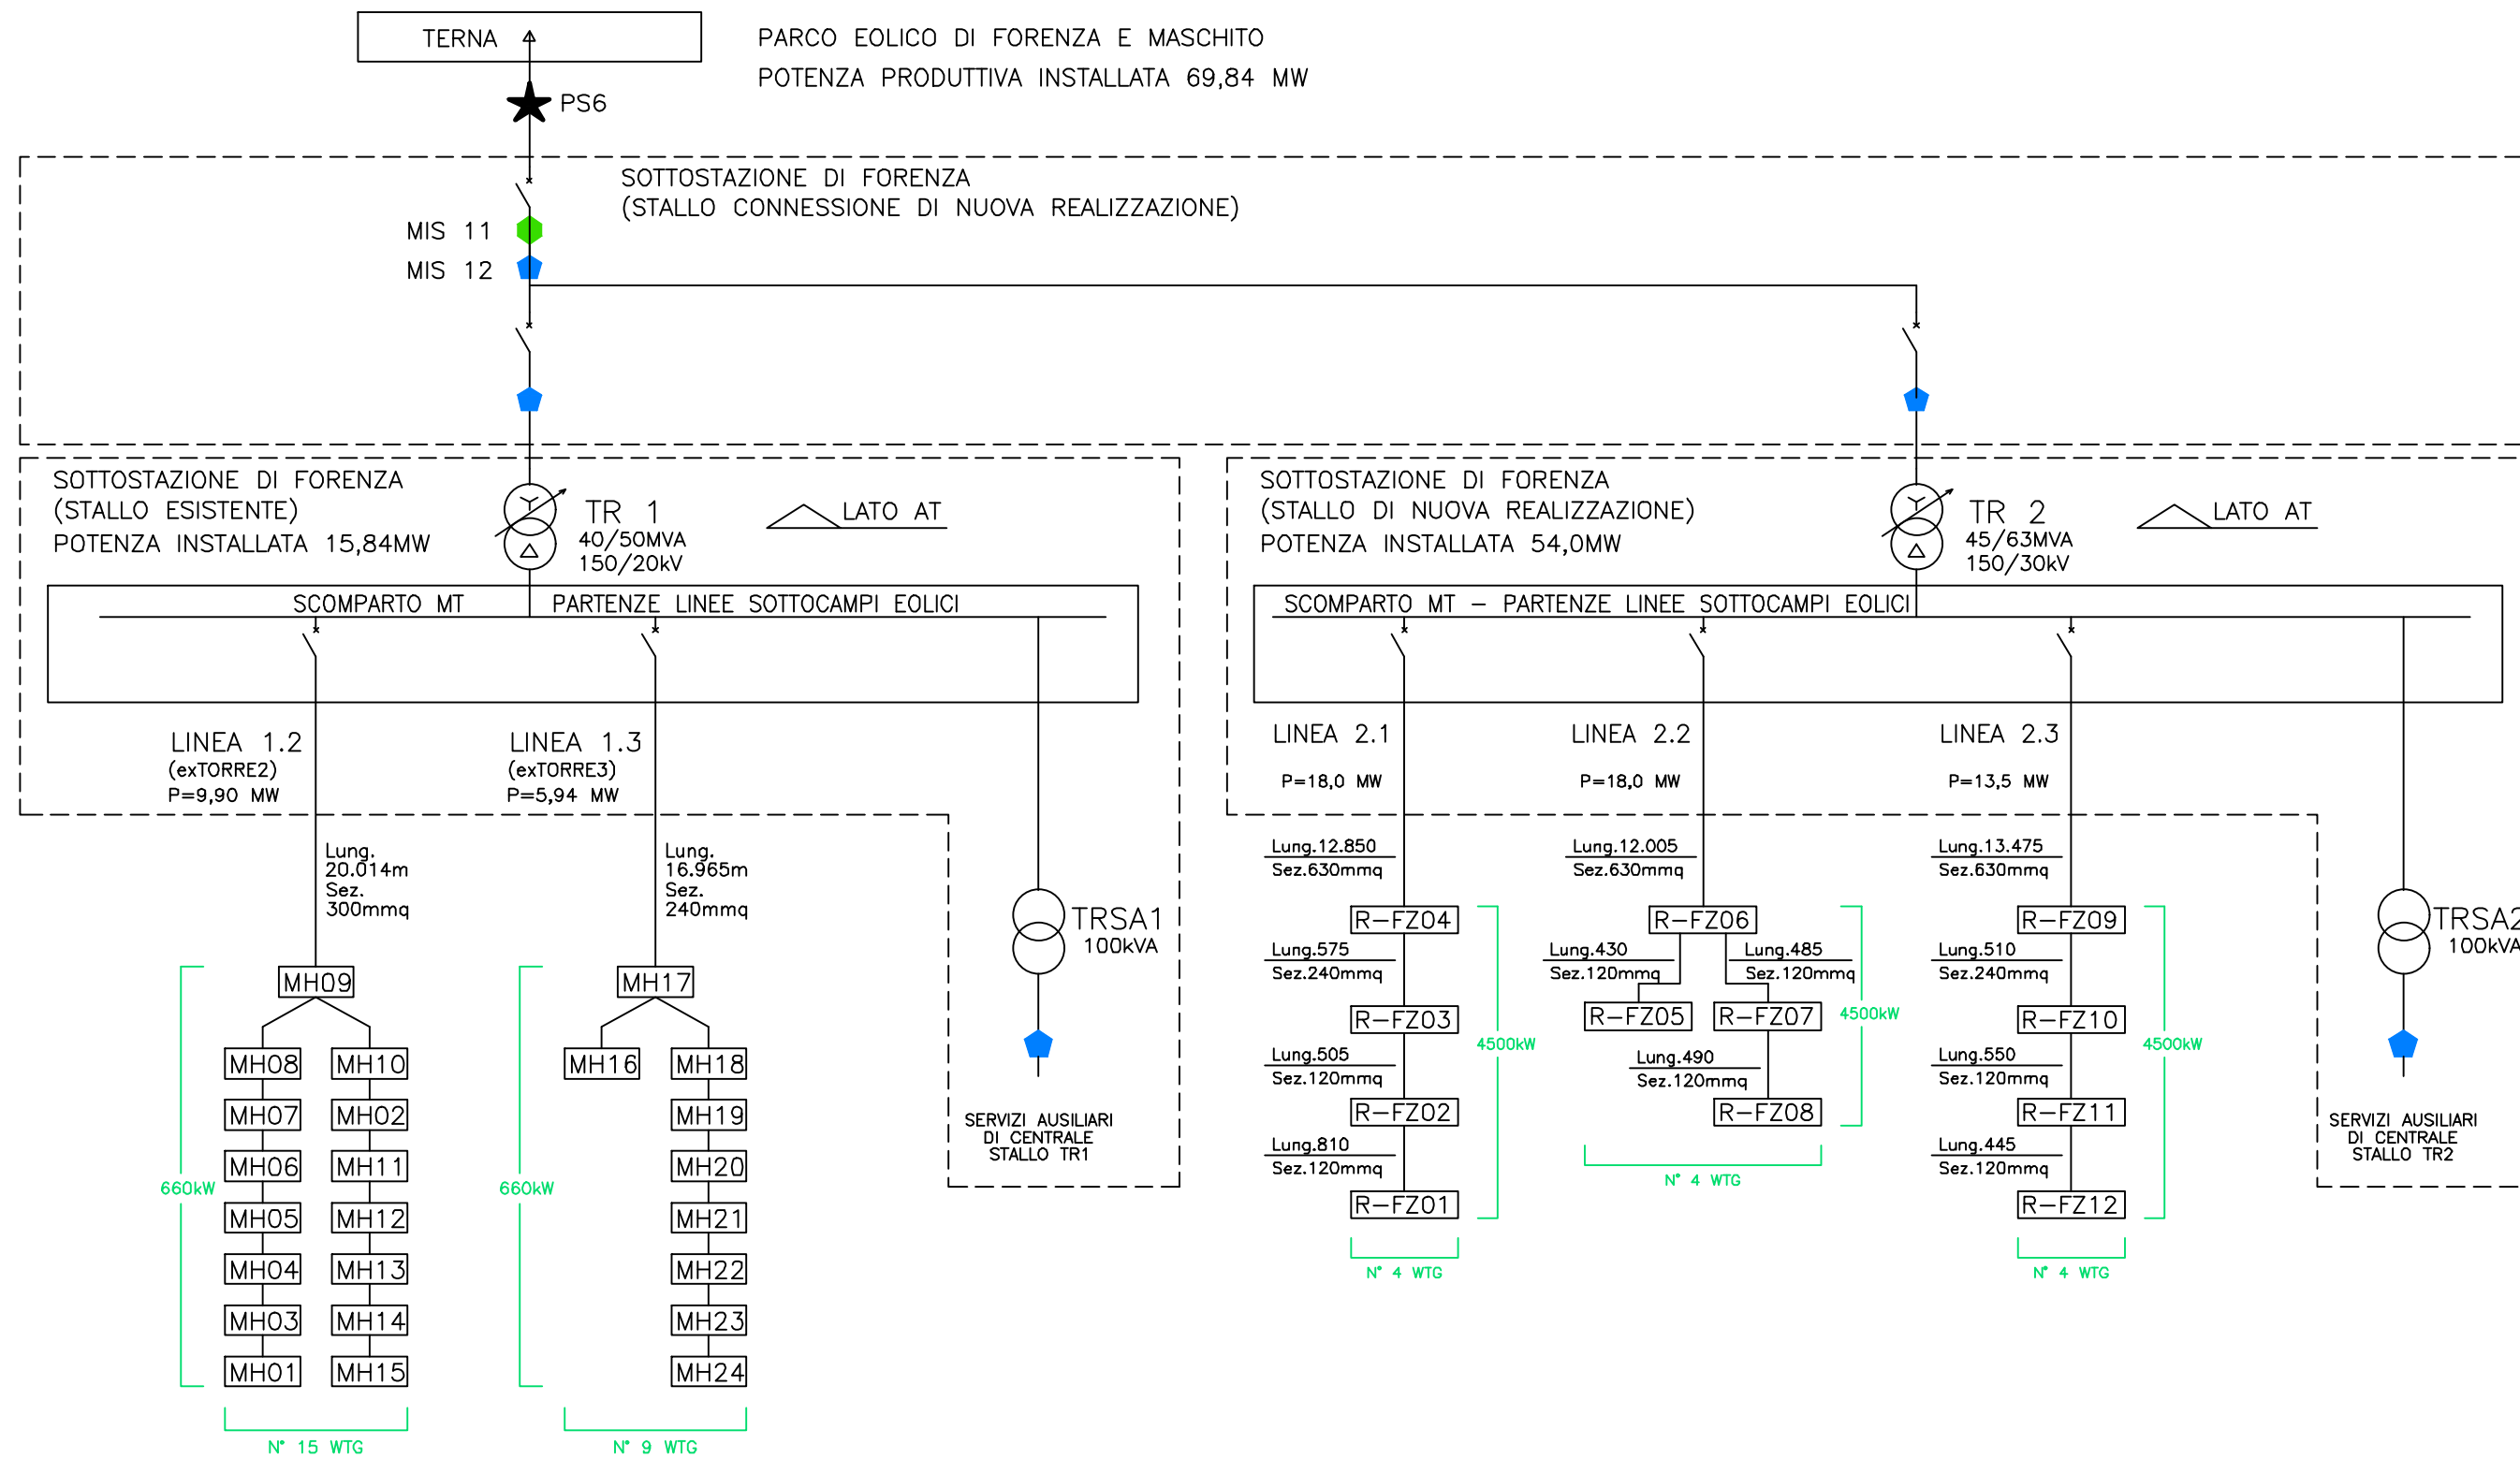 TERNA
PARCO EOLICO DI FORENZA E MASCHITO
POTENZA PRODUTTIVA INSTALLATA 69,84 MW
PS6
SOTTOSTAZIONE DI FORENZA
(STALLO CONNESSIONE DI NUOVA REALIZZAZIONE)
MIS 11
MIS 12
SOTTOSTAZIONE DI FORENZA
(STALLO ESISTENTE)
POTENZA INSTALLATA 15,84MW
TR 1
40/50MVA
150/20kV
LATO AT
SCOMPARTO MT PARTENZE LINEE SOTTOCAMPI EOLICI
LINEA 1.2
(exTORRE2)
P=9,90 MW
LINEA 1.3
(exTORRE3)
P=5,94 MW
Lung.
20.014m
Sez.
300mmq
Lung.
16.965m
Sez.
240mmq
TRSA1
100kVA
SERVIZI AUSILIARI
DI CENTRALE
STALLO TR1
MH09
MH08 MH10
MH07 MH02
MH06 MH11
MH05 MH12
MH04 MH13
MH03 MH14
MH01 MH15
660kW
N° 15 WTG
MH17
MH16 MH18
MH19
MH20
MH21
MH22
MH23
MH24
660kW
N° 9 WTG
SOTTOSTAZIONE DI FORENZA
(STALLO DI NUOVA REALIZZAZIONE)
POTENZA INSTALLATA 54,0MW
TR 2
45/63MVA
150/30kV
LATO AT
SCOMPARTO MT – PARTENZE LINEE SOTTOCAMPI EOLICI
LINEA 2.1
P=18,0 MW
Lung.12.850
Sez.630mmq
R–FZ04
Lung.575
Sez.240mmq
R–FZ03
Lung.505
Sez.120mmq
R–FZ02
Lung.810
Sez.120mmq
R–FZ01
4500kW
N° 4 WTG
LINEA 2.2
P=18,0 MW
Lung.12.005
Sez.630mmq
R–FZ06
Lung.430
Sez.120mmq
Lung.485
Sez.120mmq
R–FZ05 R–FZ07
Lung.490
Sez.120mmq
R–FZ08
4500kW
N° 4 WTG
LINEA 2.3
P=13,5 MW
Lung.13.475
Sez.630mmq
R–FZ09
Lung.510
Sez.240mmq
R–FZ10
Lung.550
Sez.120mmq
R–FZ11
Lung.445
Sez.120mmq
R–FZ12
4500kW
N° 4 WTG
TRSA2
100kVA
SERVIZI AUSILIARI
DI CENTRALE
STALLO TR2